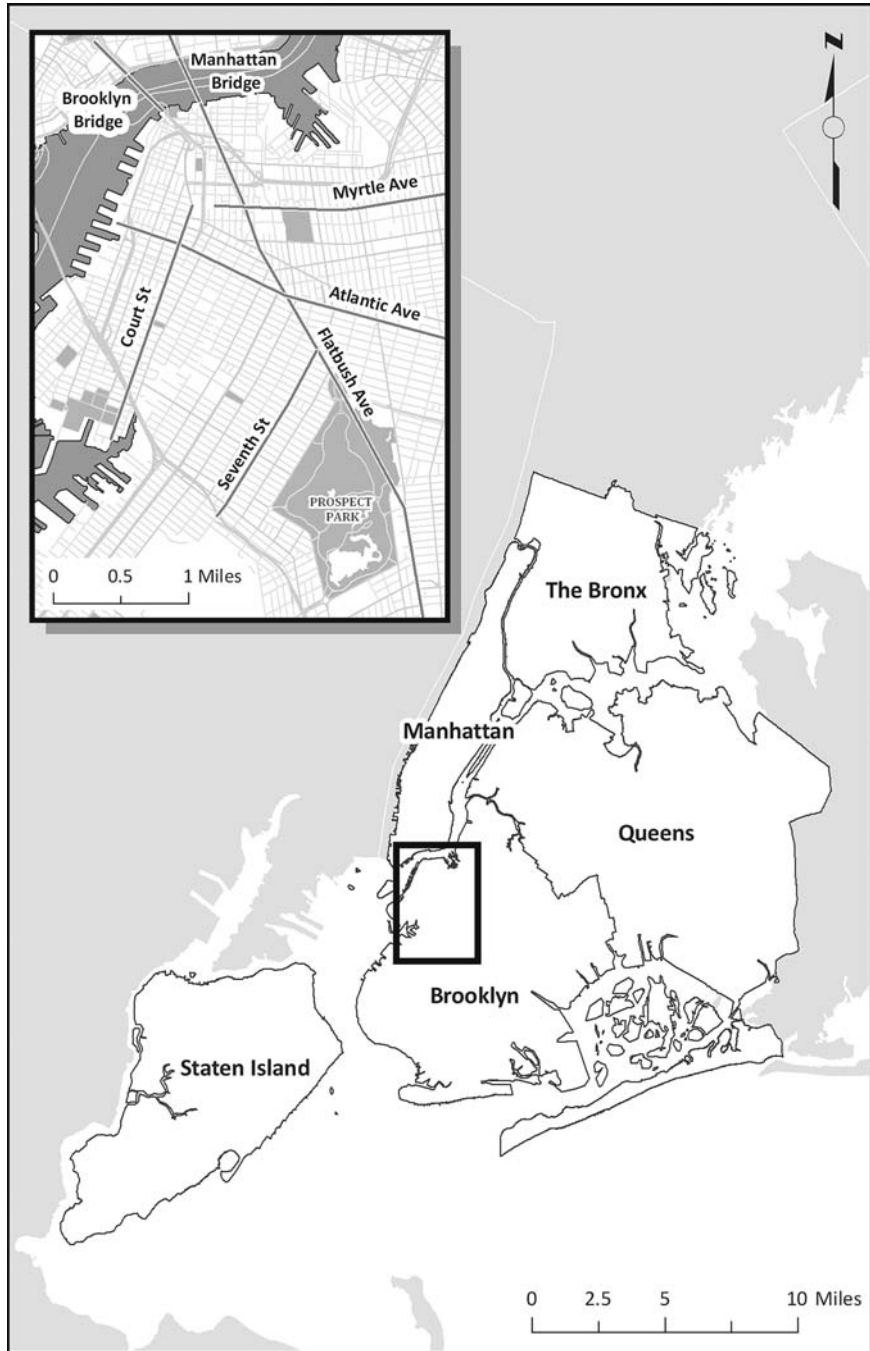 Manhattan
Bridge
Brooklyn
Bridge
Myrtle Ave
Atlantic Ave
Court St
Flatbush Ave
Seventh St
PROSPECT
PARK
0 0.5 1 Miles
N
The Bronx
Manhattan
Queens
Brooklyn
Staten Island
0 2.5 5 10 Miles